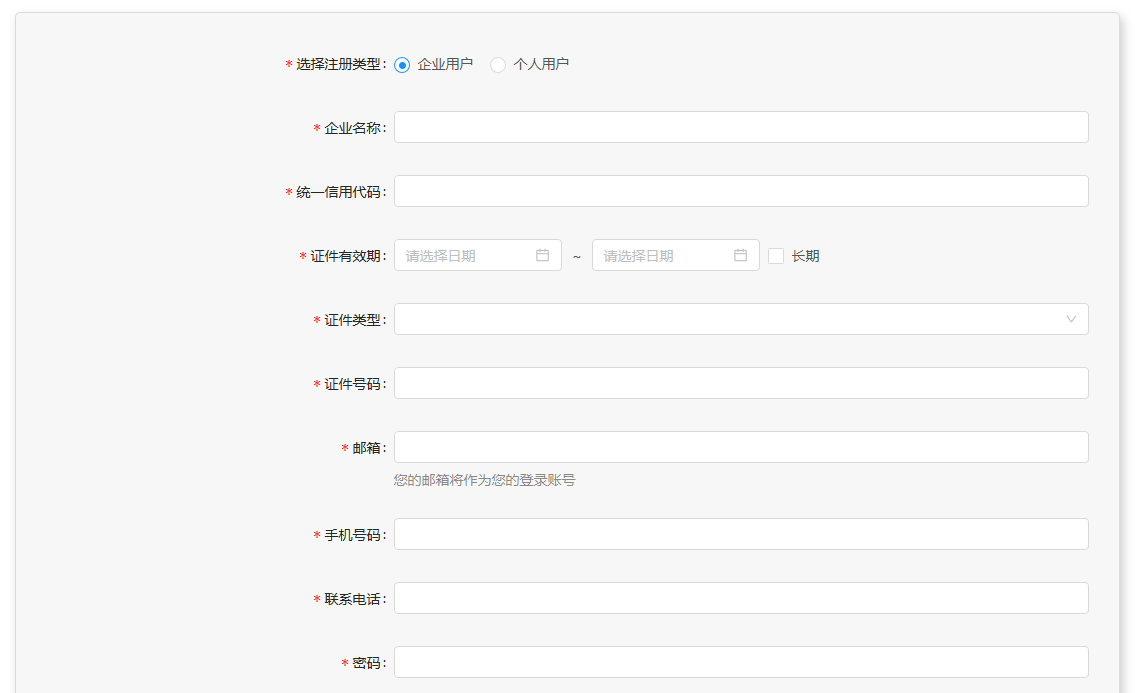 * 选择注册类型: 企业用户 个人用户
* 企业名称:
* 统一信用代码:
* 证件有效期: 请选择日期 ~ 请选择日期 长期
* 证件类型:
* 证件号码:
* 邮箱:
您的邮箱将作为您的登录账号
* 手机号码:
* 联系电话:
* 密码: